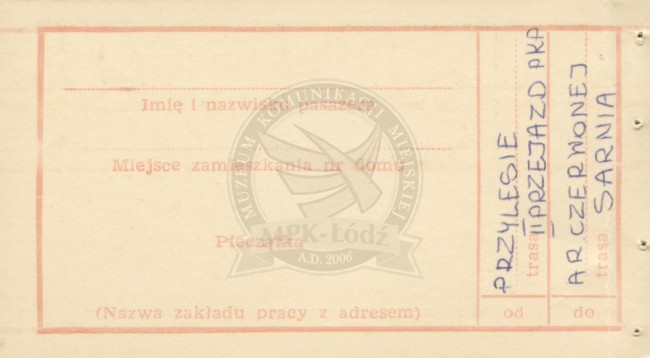 Imię i nazwisko pasażera
Miejsce zamieszkania nr domu
Pieczątka
(Nazwa zakładu pracy z adresem)
PRZYLESIE
II PRZEJAZD PKP
trasa
od
AR. CZERWONEJ
SARNIA
trasa
do
MUZEUM KOMUNIKACJI MIEJSKIEJ
MPK-Łódź
A.D. 2006